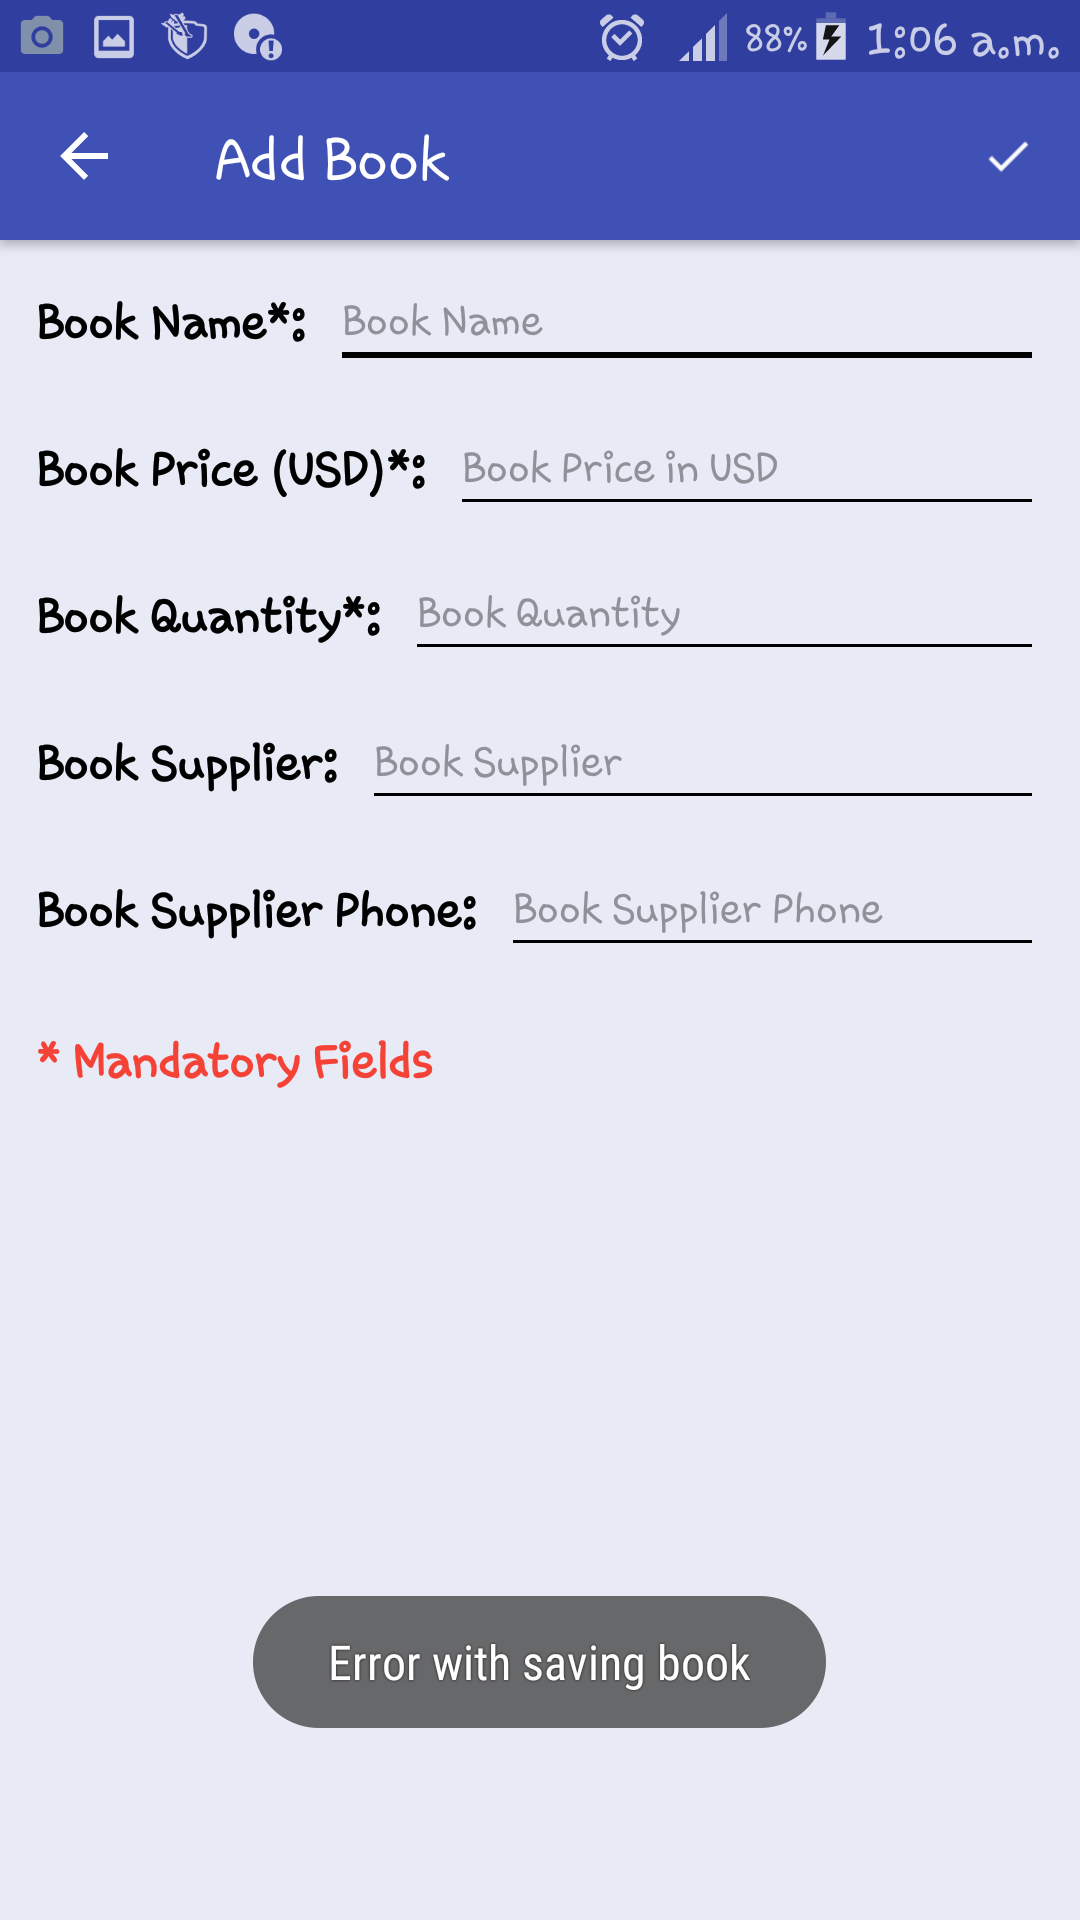 88% 1:06 a.m.
Add Book
Book Name*: Book Name
Book Price (USD)*: Book Price in USD
Book Quantity*: Book Quantity
Book Supplier: Book Supplier
Book Supplier Phone: Book Supplier Phone
* Mandatory Fields
Error with saving book